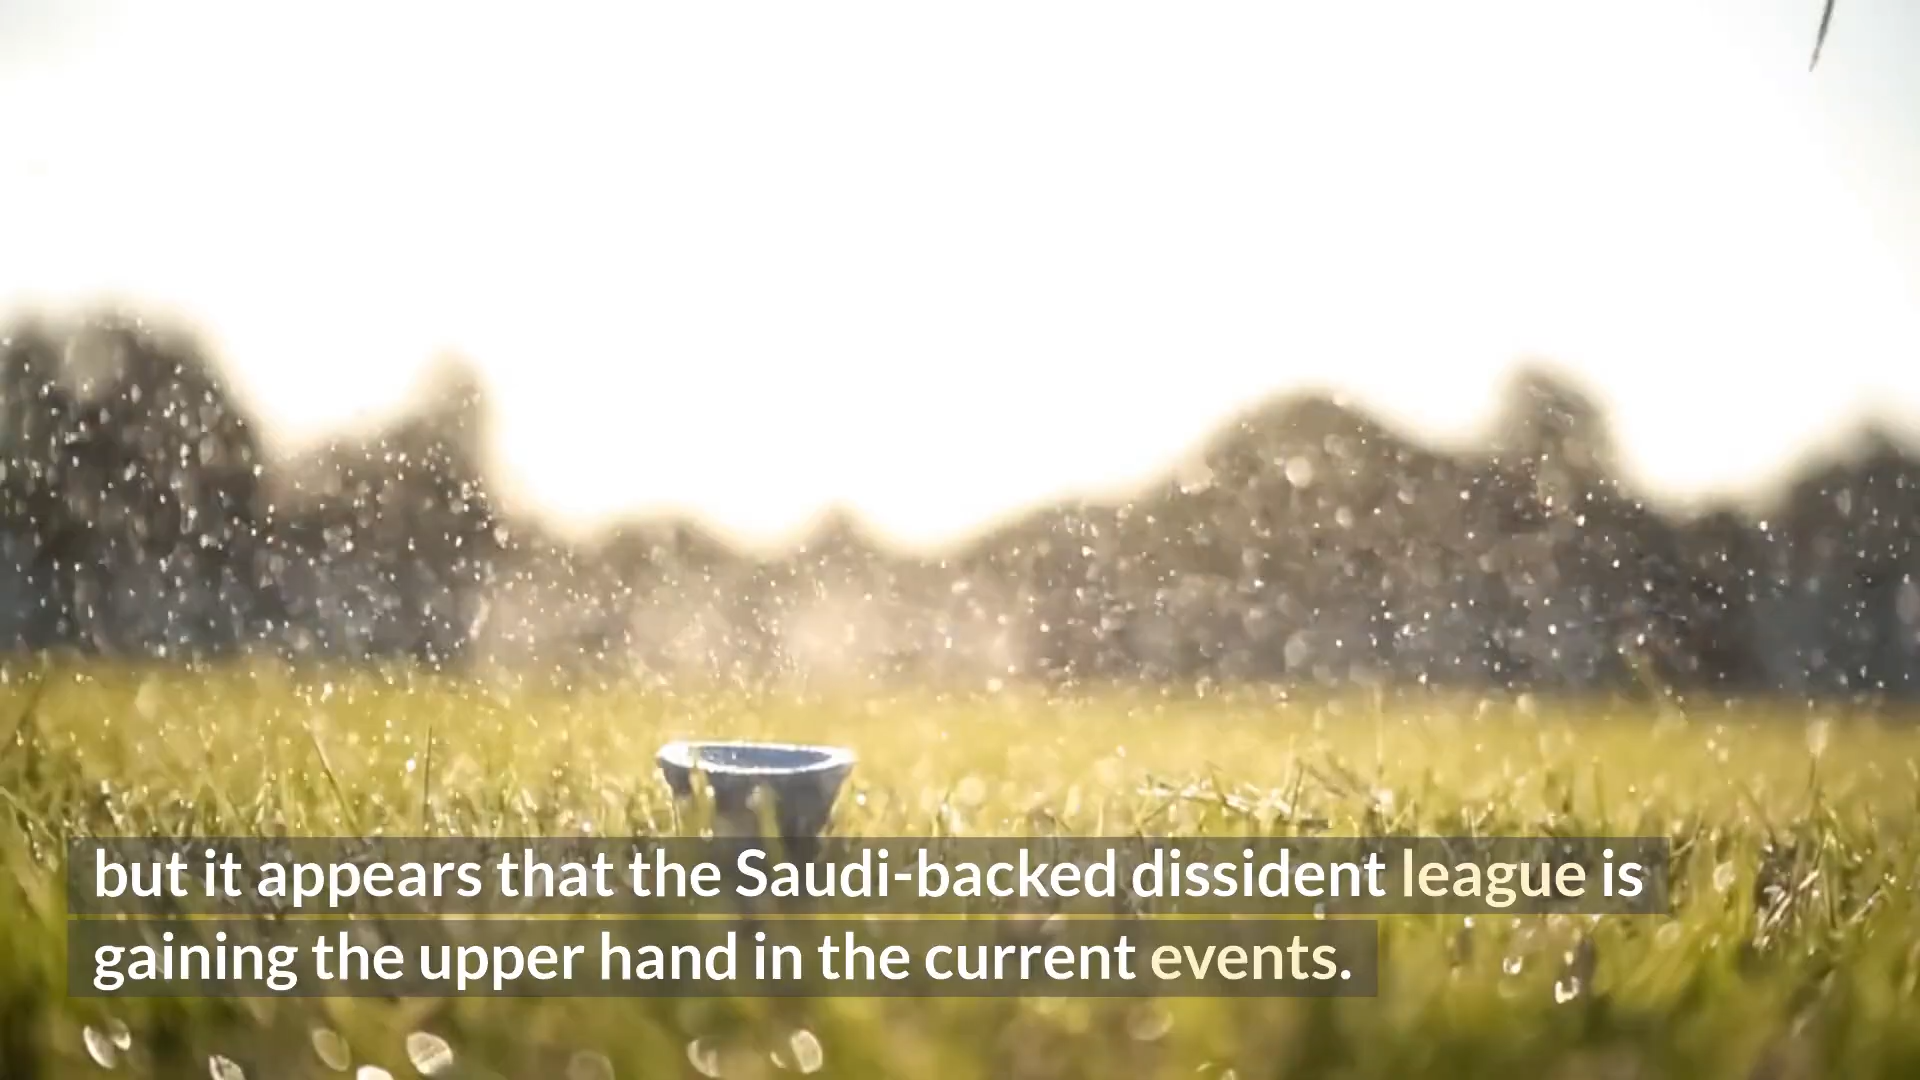 but it appears that the Saudi-backed dissident league is
gaining the upper hand in the current events.